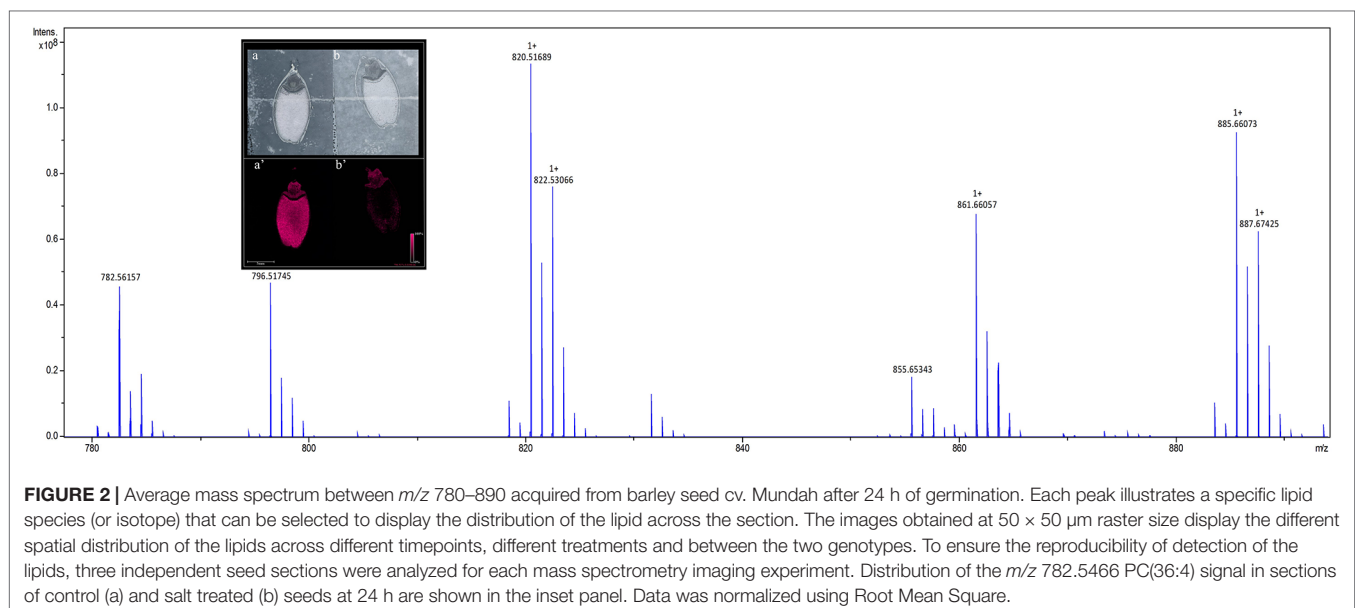 Intens.
x10⁸
1.0
0.8
0.6
0.4
0.2
0.0
a
b
a'
b'
782.56157
796.51745
1+
820.51689
1+
822.53066
855.65343
1+
861.66057
1+
885.66073
1+
887.67425
780
820
840
860
880
m/z
FIGURE 2 | Average mass spectrum between m/z 780–890 acquired from barley seed cv. Mundah after 24 h of germination. Each peak illustrates a specific lipid
species (or isotope) that can be selected to display the distribution of the lipid across the section. The images obtained at 50 × 50 µm raster size display the different
spatial distribution of the lipids across different timepoints, different treatments and between the two genotypes. To ensure the reproducibility of detection of the
lipids, three independent seed sections were analyzed for each mass spectrometry imaging experiment. Distribution of the m/z 782.5466 PC(36:4) signal in sections
of control (a) and salt treated (b) seeds at 24 h are shown in the inset panel. Data was normalized using Root Mean Square.